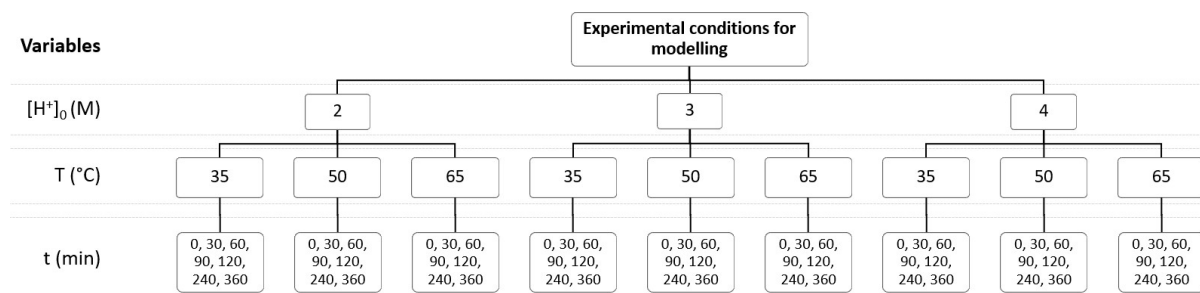 Experimental conditions for
modelling
Variables
[H⁺]₀ (M)
2
3
4
T (°C)
35
50
65
35
50
65
35
50
65
t (min)
0, 30, 60,
90, 120,
240, 360
0, 30, 60,
90, 120,
240, 360
0, 30, 60,
90, 120,
240, 360
0, 30, 60,
90, 120,
240, 360
0, 30, 60,
90, 120,
240, 360
0, 30, 60,
90, 120,
240, 360
0, 30, 60,
90, 120,
240, 360
0, 30, 60,
90, 120,
240, 360
0, 30, 60,
90, 120,
240, 360